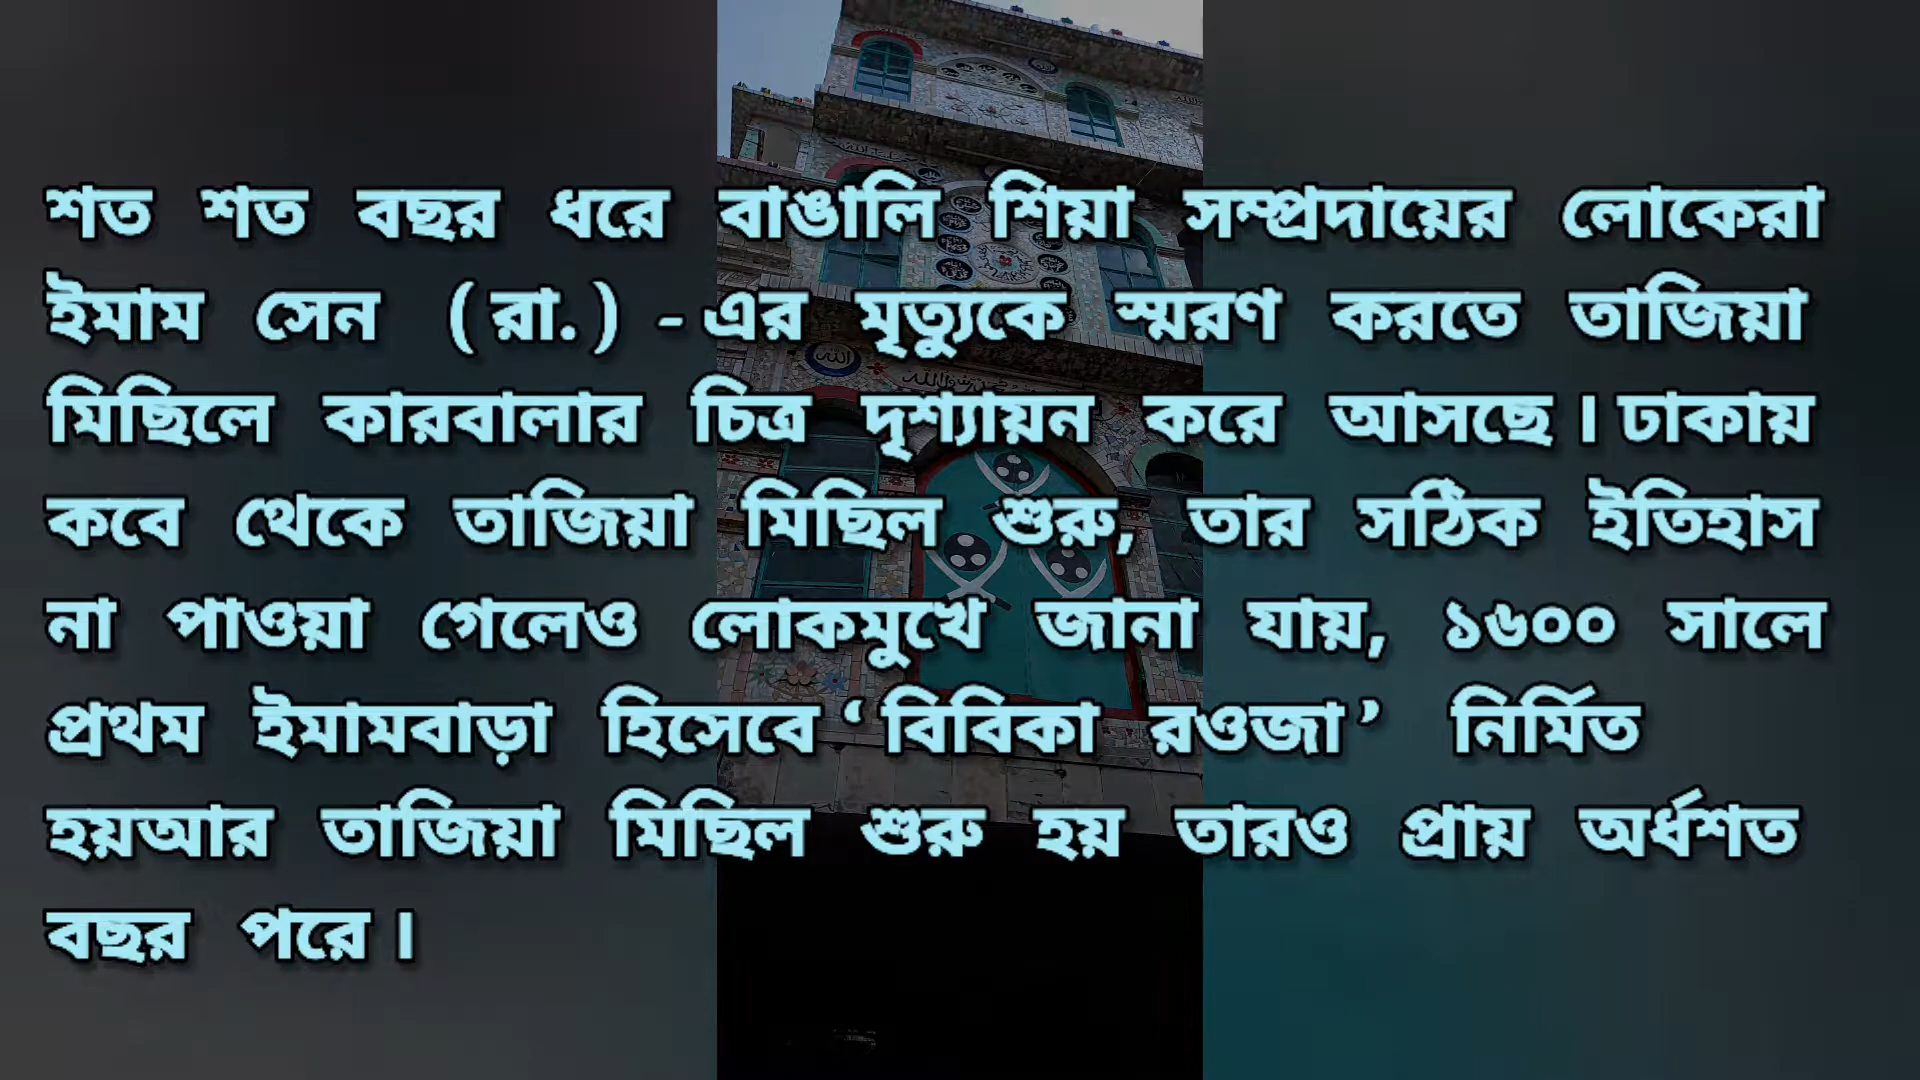 শত শত বছর ধরে বাঙালি শিয়া সম্প্রদায়ের লোকেরা
ইমাম সেন (রা.) -এর মৃত্যুকে স্মরণ করতে তাজিয়া
মিছিলে কারবালার চিত্র দৃশ্যায়ন করে আসছে। ঢাকায়
কবে থেকে তাজিয়া মিছিল শুরু, তার সঠিক ইতিহাস
না পাওয়া গেলেও লোকমুখে জানা যায়, ১৬০০ সালে
প্রথম ইমামবাড়া হিসেবে ‘বিবিকা রওজা’ নির্মিত
হয়আর তাজিয়া মিছিল শুরু হয় তারও প্রায় অর্ধশত
বছর পরে।